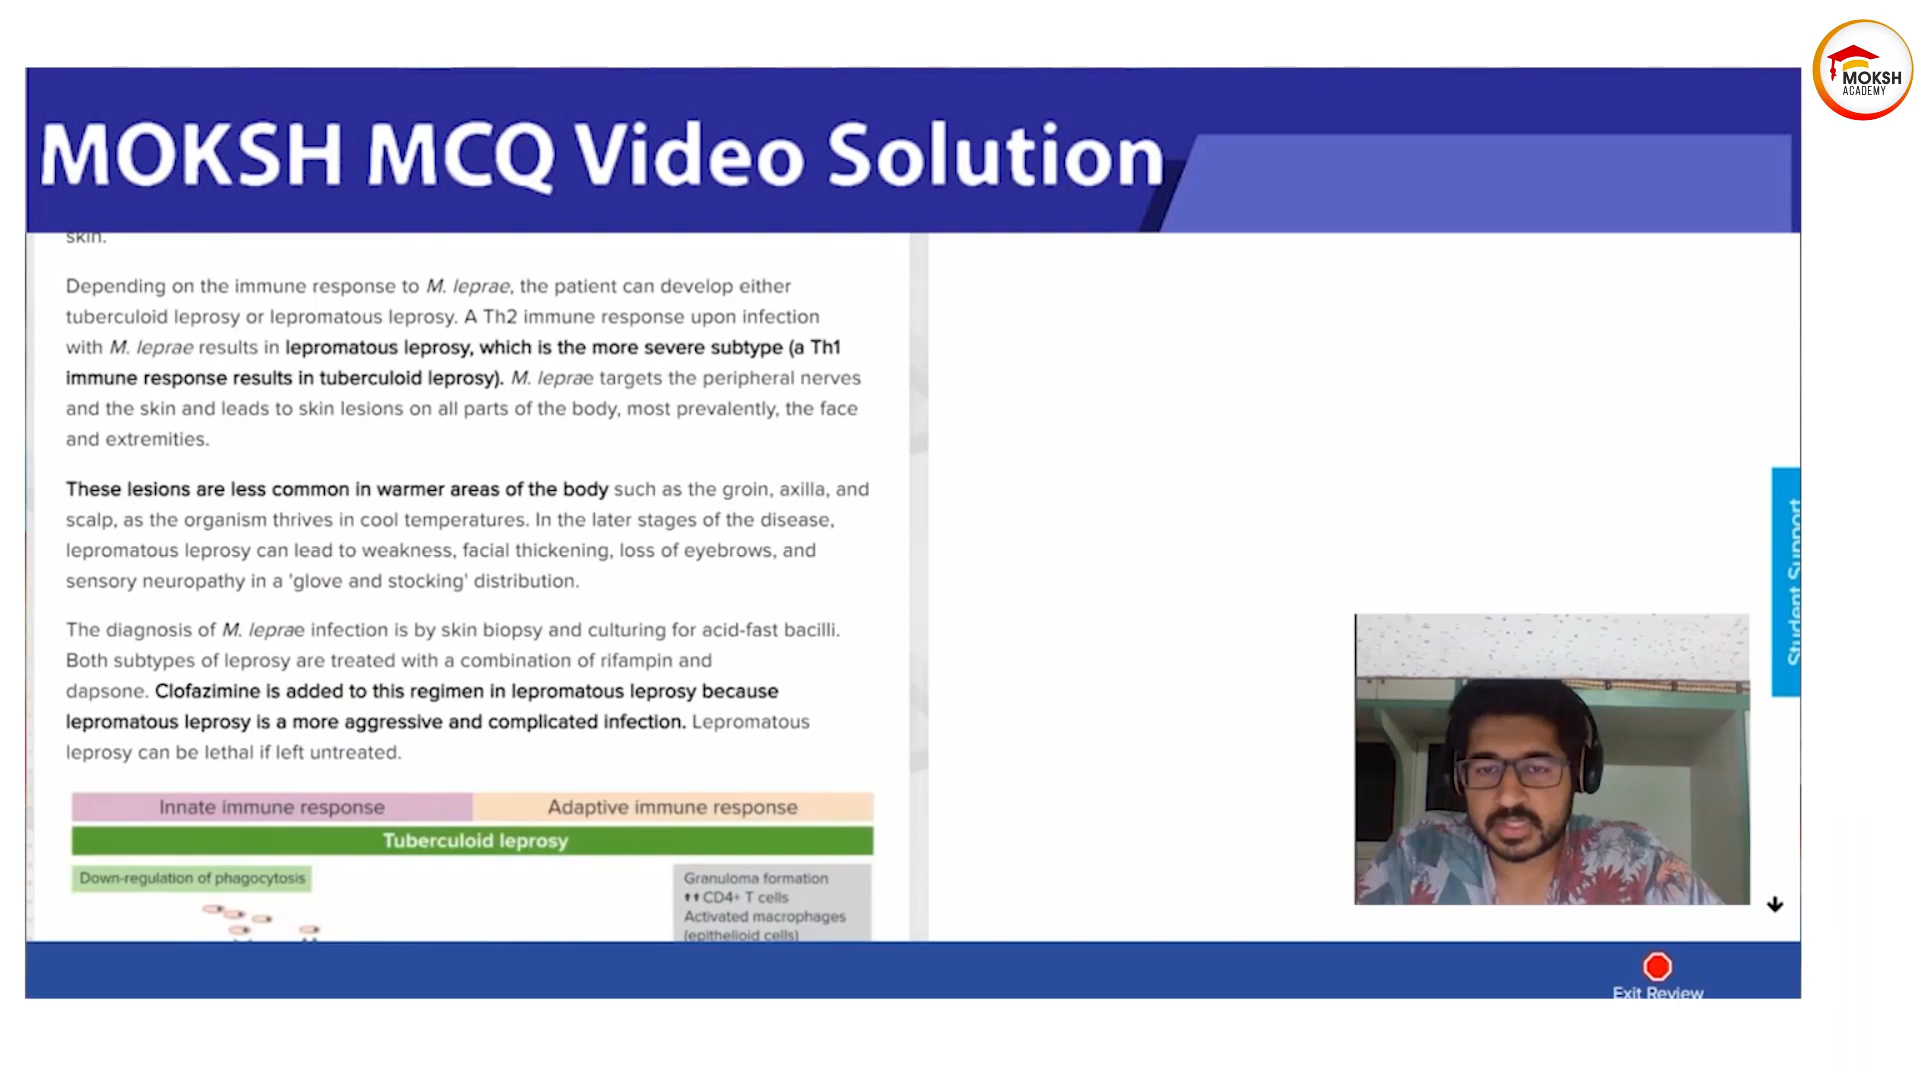 MOKSH
ACADEMY
MOKSH MCQ Video Solution
skin.
Depending on the immune response to M. leprae, the patient can develop either
tuberculoid leprosy or lepromatous leprosy. A Th2 immune response upon infection
with M. leprae results in lepromatous leprosy, which is the more severe subtype (a Th1
immune response results in tuberculoid leprosy). M. leprae targets the peripheral nerves
and the skin and leads to skin lesions on all parts of the body, most prevalently, the face
and extremities.
These lesions are less common in warmer areas of the body such as the groin, axilla, and
scalp, as the organism thrives in cool temperatures. In the later stages of the disease,
lepromatous leprosy can lead to weakness, facial thickening, loss of eyebrows, and
sensory neuropathy in a 'glove and stocking' distribution.
The diagnosis of M. leprae infection is by skin biopsy and culturing for acid-fast bacilli.
Both subtypes of leprosy are treated with a combination of rifampin and
dapsone. Clofazimine is added to this regimen in lepromatous leprosy because
lepromatous leprosy is a more aggressive and complicated infection. Lepromatous
leprosy can be lethal if left untreated.
Innate immune response
Adaptive immune response
Tuberculoid leprosy
Down-regulation of phagocytosis
Granuloma formation
⬆⬆ CD4+ T cells
Activated macrophages
(epithelioid cells)
Student Support
Exit Review